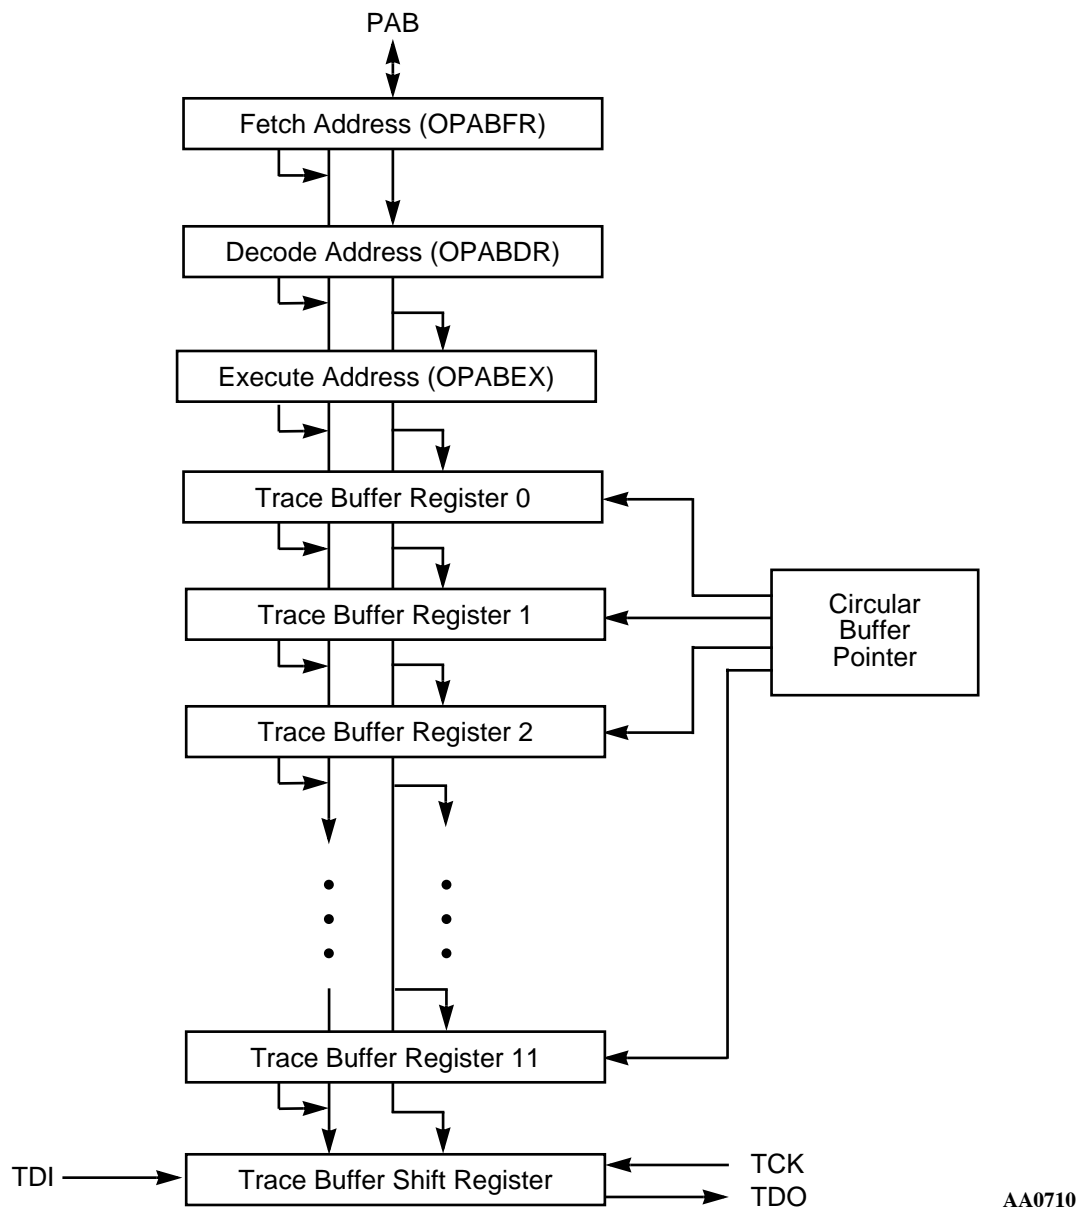 PAB
Fetch Address (OPABFR)
Decode Address (OPABDR)
Execute Address (OPABEX)
Trace Buffer Register 0
Trace Buffer Register 1
Circular
Buffer
Pointer
Trace Buffer Register 2
Trace Buffer Register 11
TDI
Trace Buffer Shift Register
TCK
TDO
AA0710